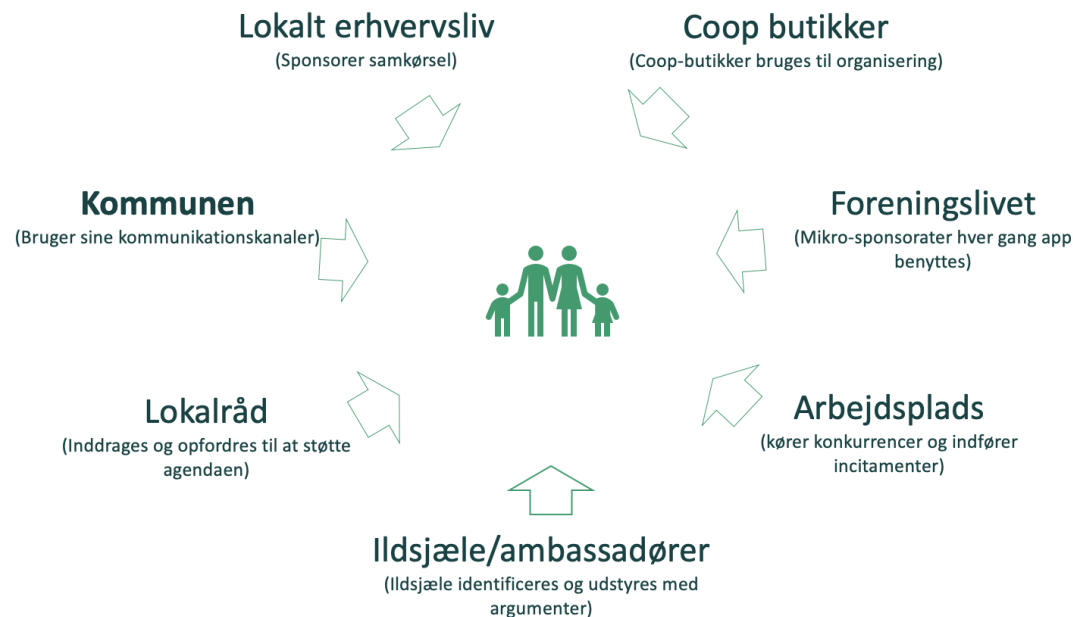 Lokalt erhvervsliv
(Sponsorer samkørsel)
Coop butikker
(Coop-butikker bruges til organisering)
Kommunen
(Bruger sine kommunikationskanaler)
Foreningslivet
(Mikro-sponsorater hver gang app
benyttes)
Lokalråd
(Inddrages og opfordres til at støtte
agendaen)
Arbejdsplads
(kører konkurrencer og indfører
incitamenter)
Ildsjæle/ambassadører
(Ildsjæle identificeres og udstyres med
argumenter)